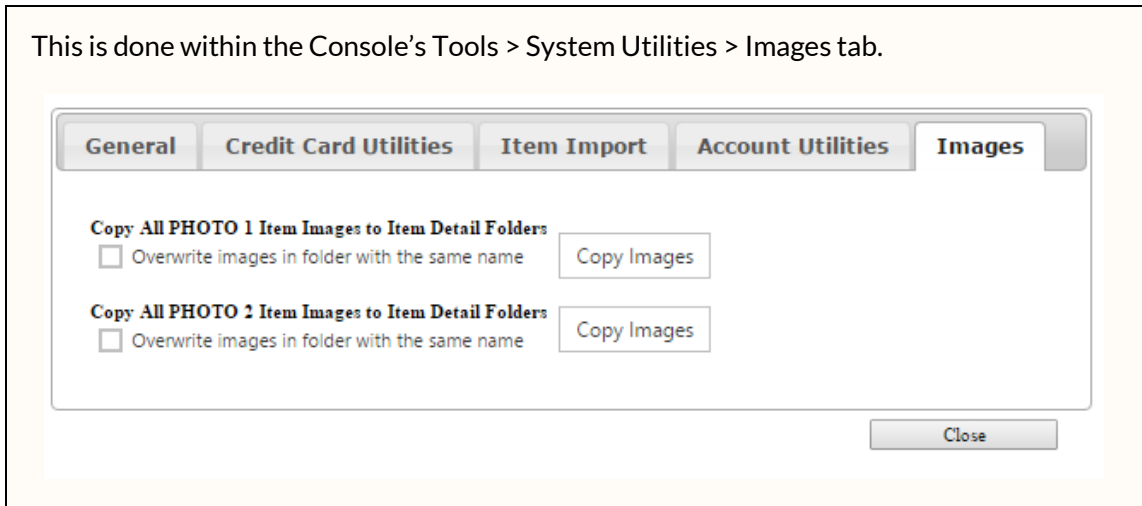 This is done within the Console’s Tools > System Utilities > Images tab.
General Credit Card Utilities Item Import Account Utilities Images
Copy All PHOTO 1 Item Images to Item Detail Folders
Overwrite images in folder with the same name Copy Images
Copy All PHOTO 2 Item Images to Item Detail Folders
Overwrite images in folder with the same name Copy Images
Close